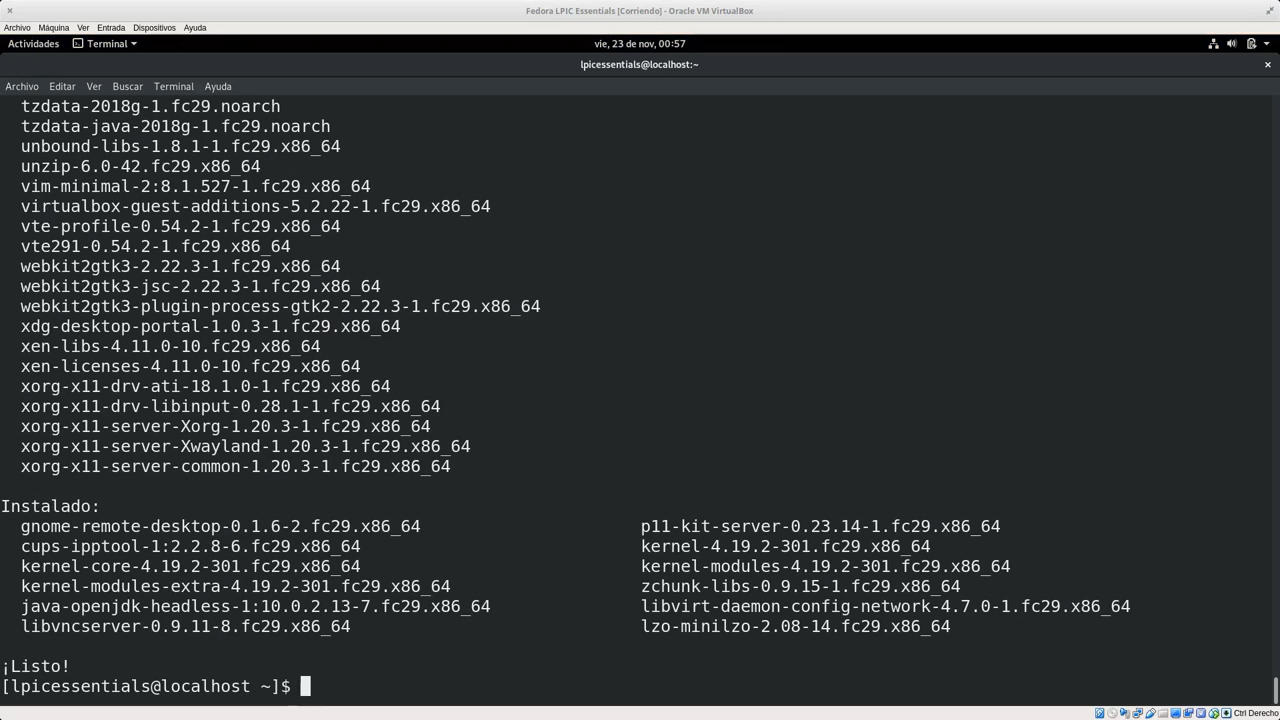 Fedora LPIC Essentials [Corriendo] - Oracle VM VirtualBox
Archivo Máquina Ver Entrada Dispositivos Ayuda
Actividades Terminal vie, 23 de nov, 00:57
lpicessentials@localhost:~
Archivo Editar Ver Buscar Terminal Ayuda
tzdata-2018g-1.fc29.noarch
tzdata-java-2018g-1.fc29.noarch
unbound-libs-1.8.1-1.fc29.x86_64
unzip-6.0-42.fc29.x86_64
vim-minimal-2:8.1.527-1.fc29.x86_64
virtualbox-guest-additions-5.2.22-1.fc29.x86_64
vte-profile-0.54.2-1.fc29.x86_64
vte291-0.54.2-1.fc29.x86_64
webkit2gtk3-2.22.3-1.fc29.x86_64
webkit2gtk3-jsc-2.22.3-1.fc29.x86_64
webkit2gtk3-plugin-process-gtk2-2.22.3-1.fc29.x86_64
xdg-desktop-portal-1.0.3-1.fc29.x86_64
xen-libs-4.11.0-10.fc29.x86_64
xen-licenses-4.11.0-10.fc29.x86_64
xorg-x11-drv-ati-18.1.0-1.fc29.x86_64
xorg-x11-drv-libinput-0.28.1-1.fc29.x86_64
xorg-x11-server-Xorg-1.20.3-1.fc29.x86_64
xorg-x11-server-Xwayland-1.20.3-1.fc29.x86_64
xorg-x11-server-common-1.20.3-1.fc29.x86_64
Instalado:
gnome-remote-desktop-0.1.6-2.fc29.x86_64 p11-kit-server-0.23.14-1.fc29.x86_64
cups-ipptool-1:2.2.8-6.fc29.x86_64 kernel-4.19.2-301.fc29.x86_64
kernel-core-4.19.2-301.fc29.x86_64 kernel-modules-4.19.2-301.fc29.x86_64
kernel-modules-extra-4.19.2-301.fc29.x86_64 zchunk-libs-0.9.15-1.fc29.x86_64
java-openjdk-headless-1:10.0.2.13-7.fc29.x86_64 libvirt-daemon-config-network-4.7.0-1.fc29.x86_64
libvncserver-0.9.11-8.fc29.x86_64 lzo-minilzo-2.08-14.fc29.x86_64
¡Listo!
[lpicessentials@localhost ~]$
Ctrl Derecho